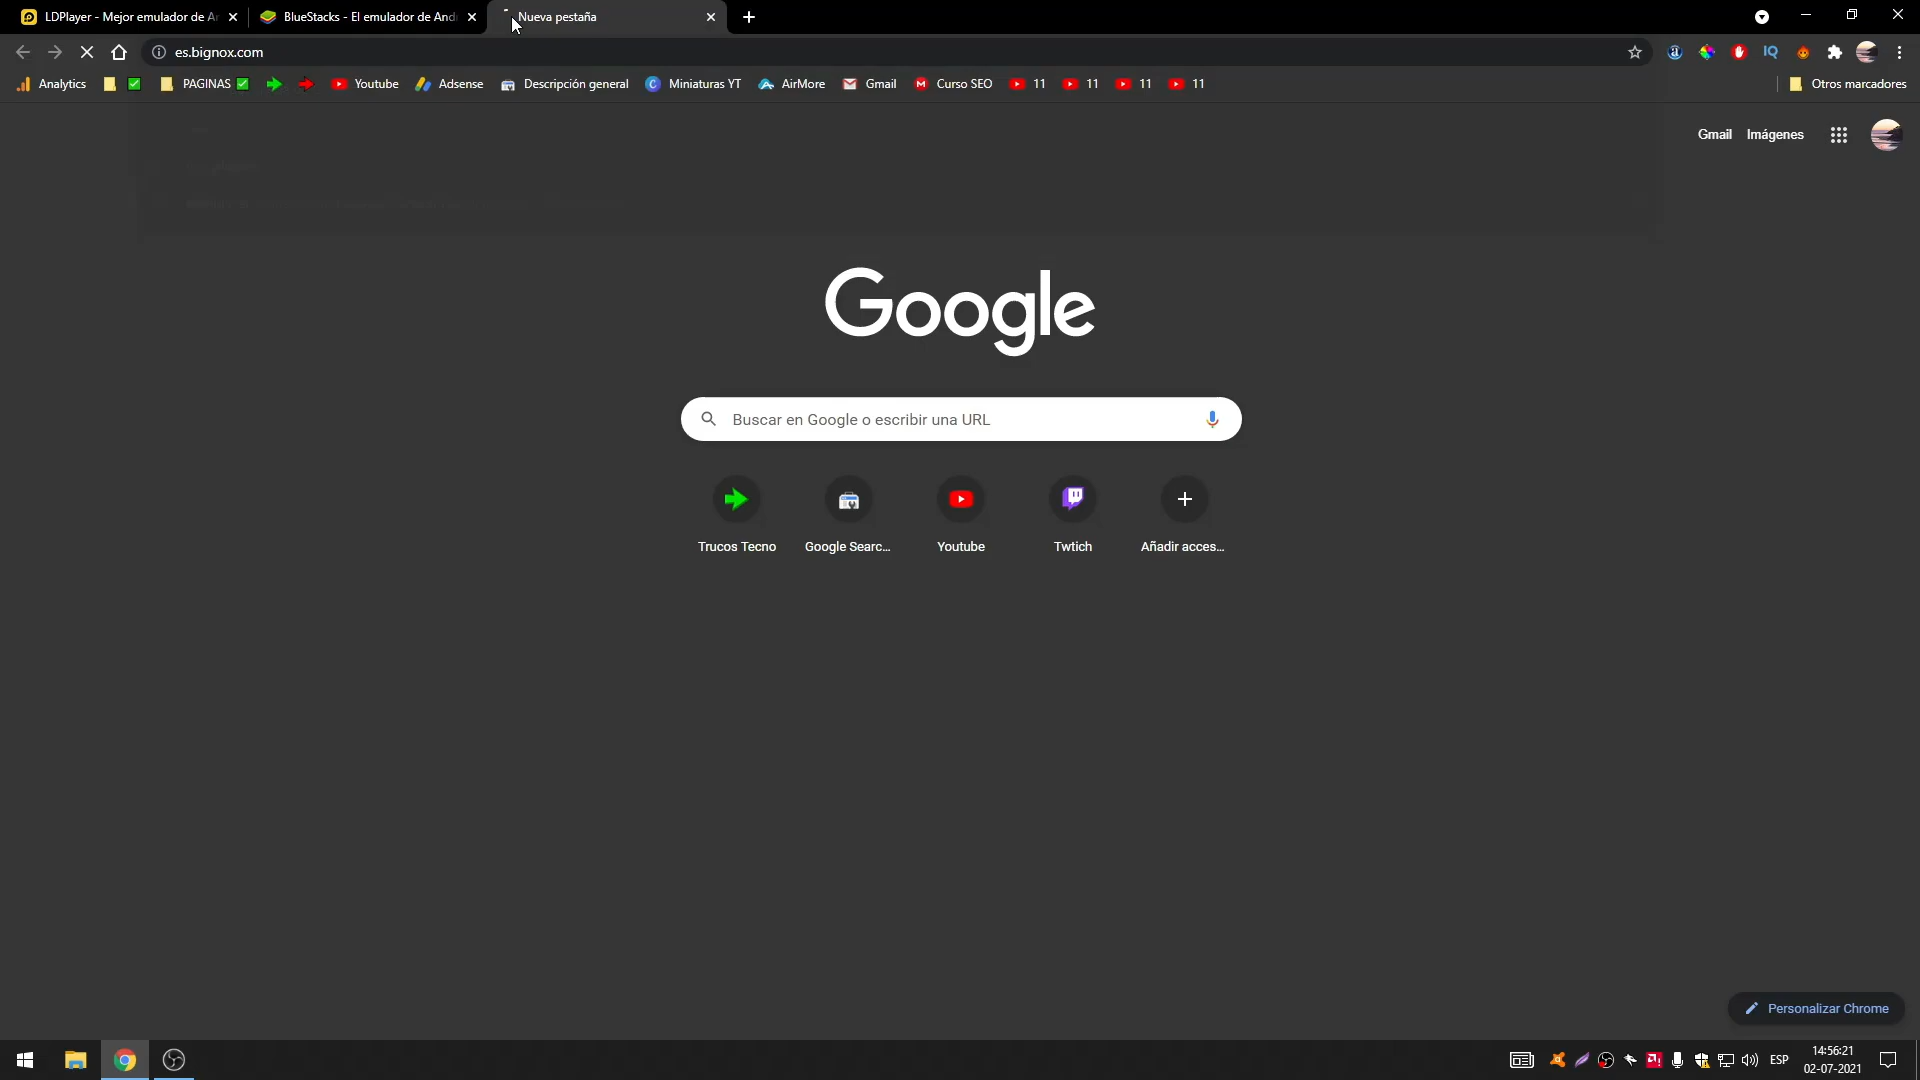 LDPlayer - Mejor emulador de Ar
BlueStacks - El emulador de Andr
Nueva pestaña
es.bignox.com
Analytics
PAGINAS
Youtube
Adsense
Descripción general
Miniaturas YT
AirMore
Gmail
Curso SEO
11
11
11
11
Otros marcadores
Gmail
Imágenes
Google
Buscar en Google o escribir una URL
Trucos Tecno
Google Searc...
Youtube
Twtich
Añadir acces...
Personalizar Chrome
ESP
14:56:21
02-07-2021